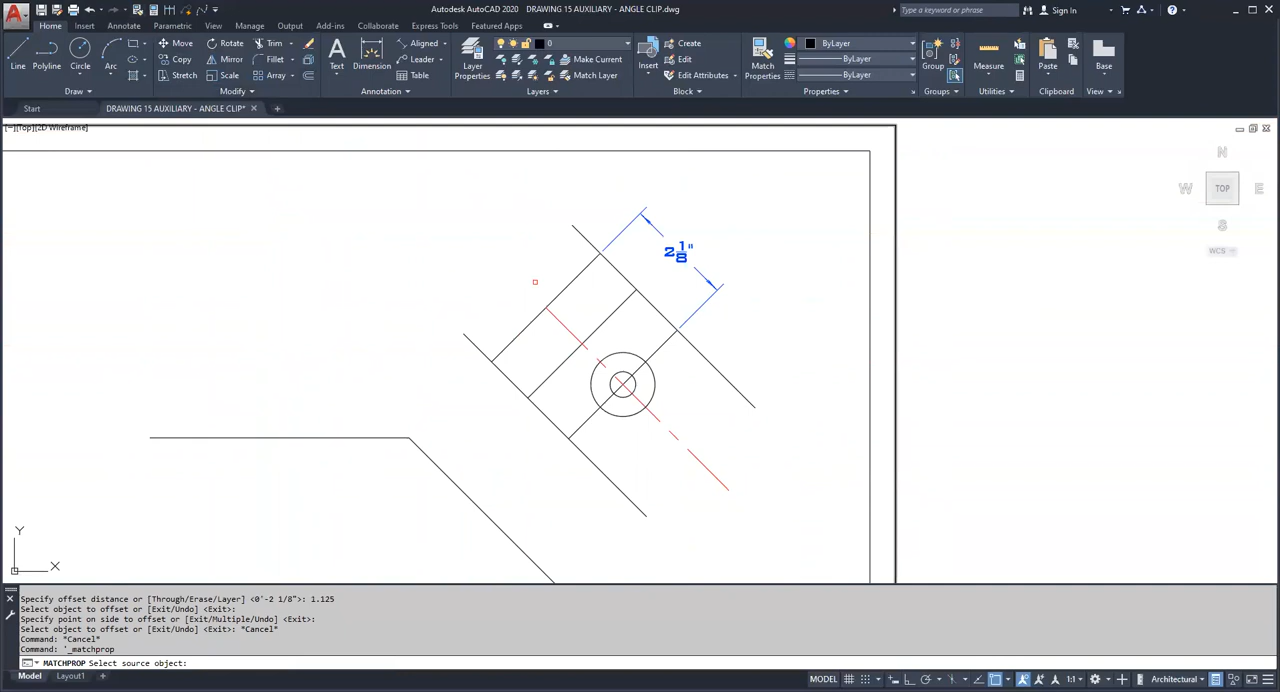 Autodesk AutoCAD 2020 DRAWING 15 AUXILIARY - ANGLE CLIP.dwg
Type a keyword or phrase
Sign In
Home Insert Annotate Parametric View Manage Output Add-ins Collaborate Express Tools Featured Apps
Line Polyline Circle Arc
Move Rotate Trim
Copy Mirror Fillet
Stretch Scale Array
Text Dimension
Aligned
Leader
Table
Layer Properties
0
Make Current
Match Layer
Insert
Create
Edit
Edit Attributes
Match Properties
ByLayer
ByLayer
ByLayer
Group
Measure
Paste
Base
Draw Modify Annotation Layers Block Properties Groups Utilities Clipboard View
Start DRAWING 15 AUXILIARY - ANGLE CLIP*
[−][Top][2D Wireframe]
N
W TOP E
S
WCS
2 1/8"
Y
X
Specify offset distance or [Through/Erase/Layer] <0'-2 1/8">: 1.125
Select object to offset or [Exit/Undo] <Exit>:
Specify point on side to offset or [Exit/Multiple/Undo] <Exit>:
Select object to offset or [Exit/Undo] <Exit>: *Cancel*
Command: *Cancel*
Command: '_matchprop
MATCHPROP Select source object:
Model Layout1
MODEL 1:1 Architectural